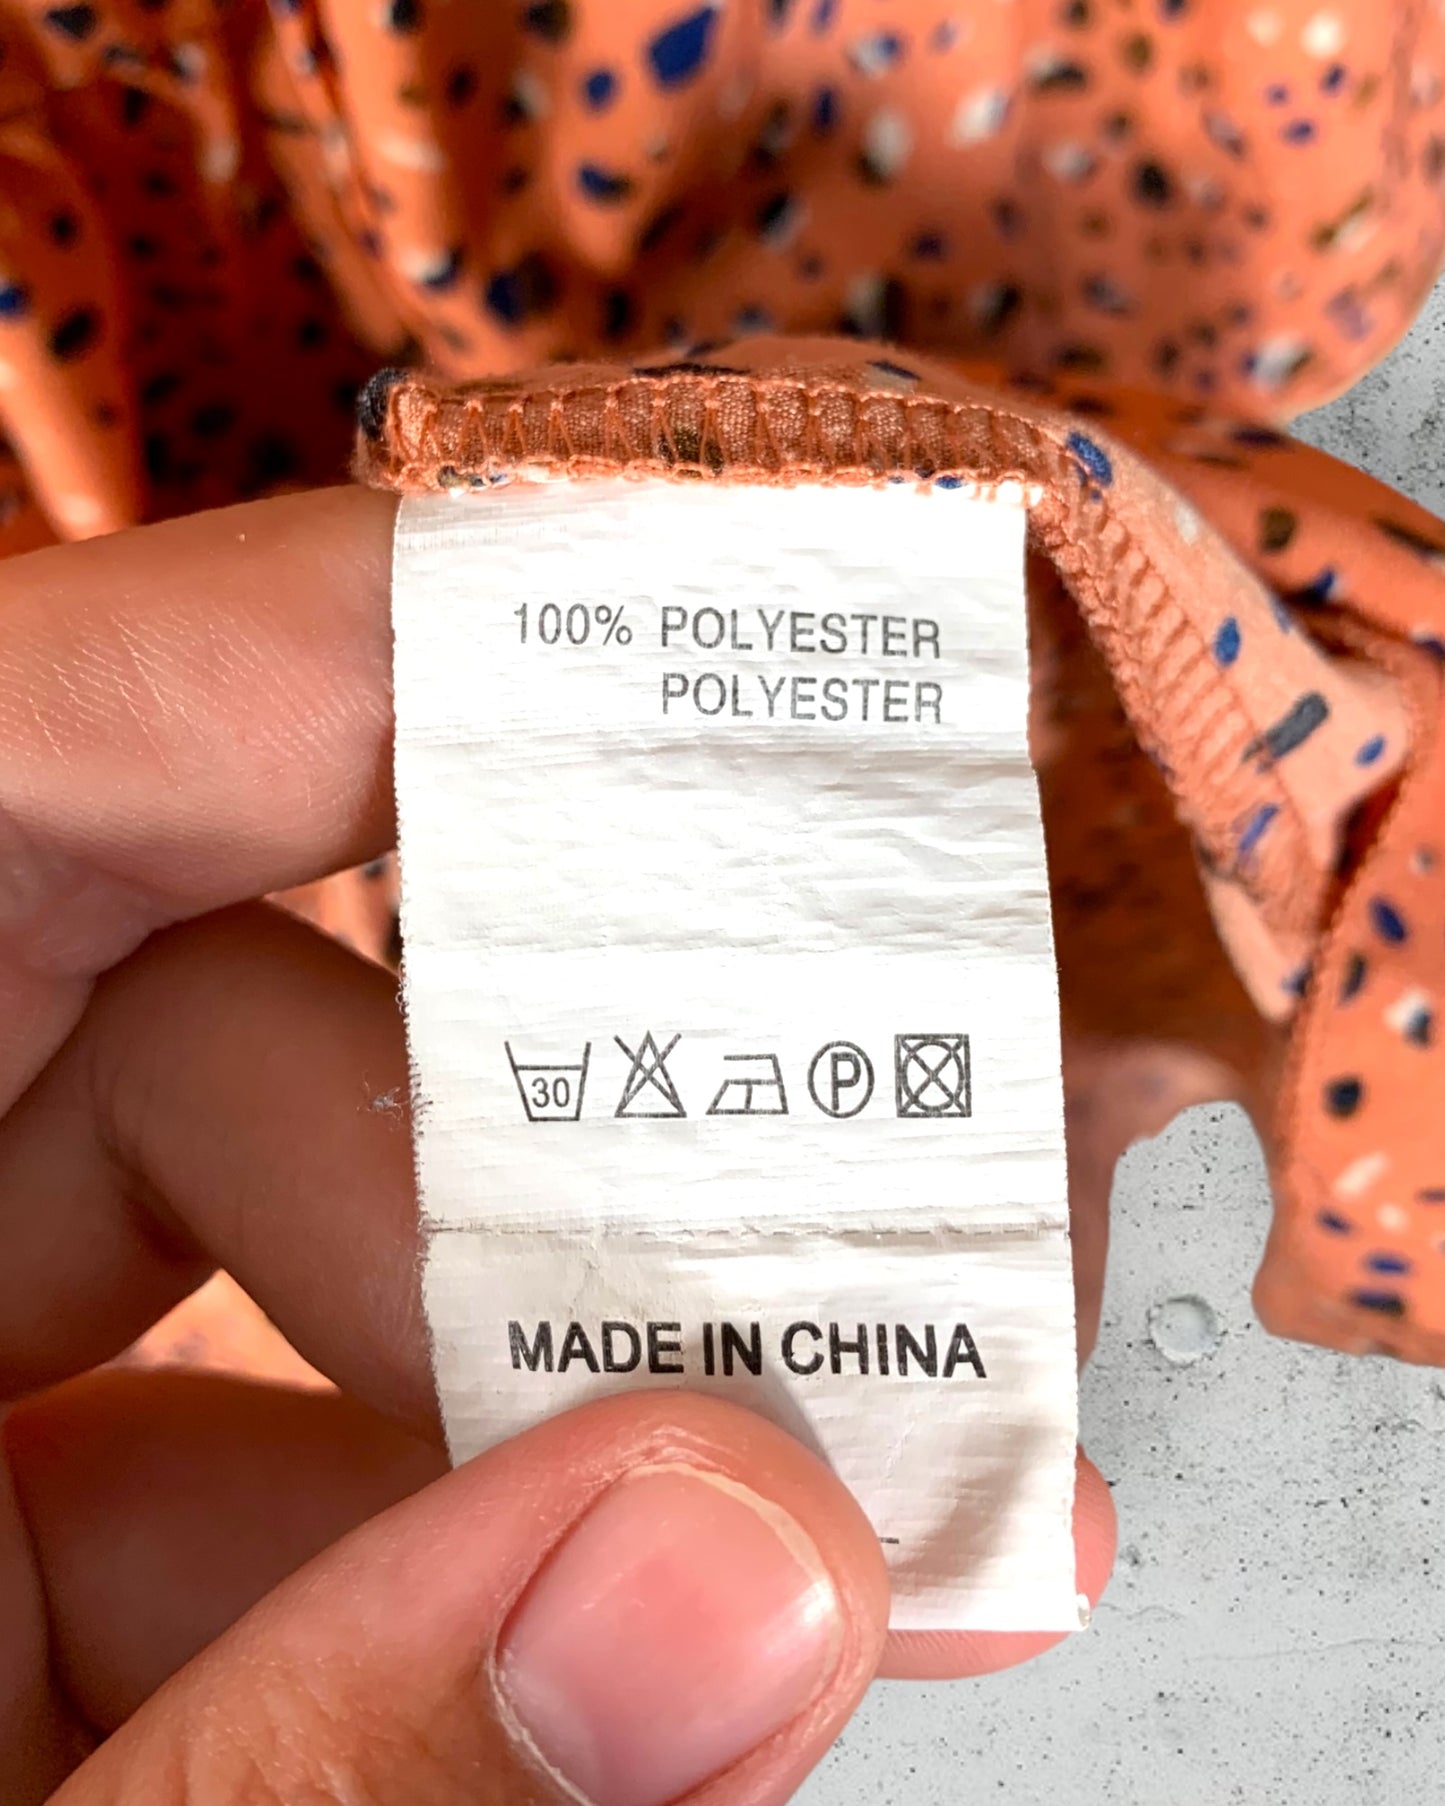 100% POLYESTER
POLYESTER
30
P
MADE IN CHINA